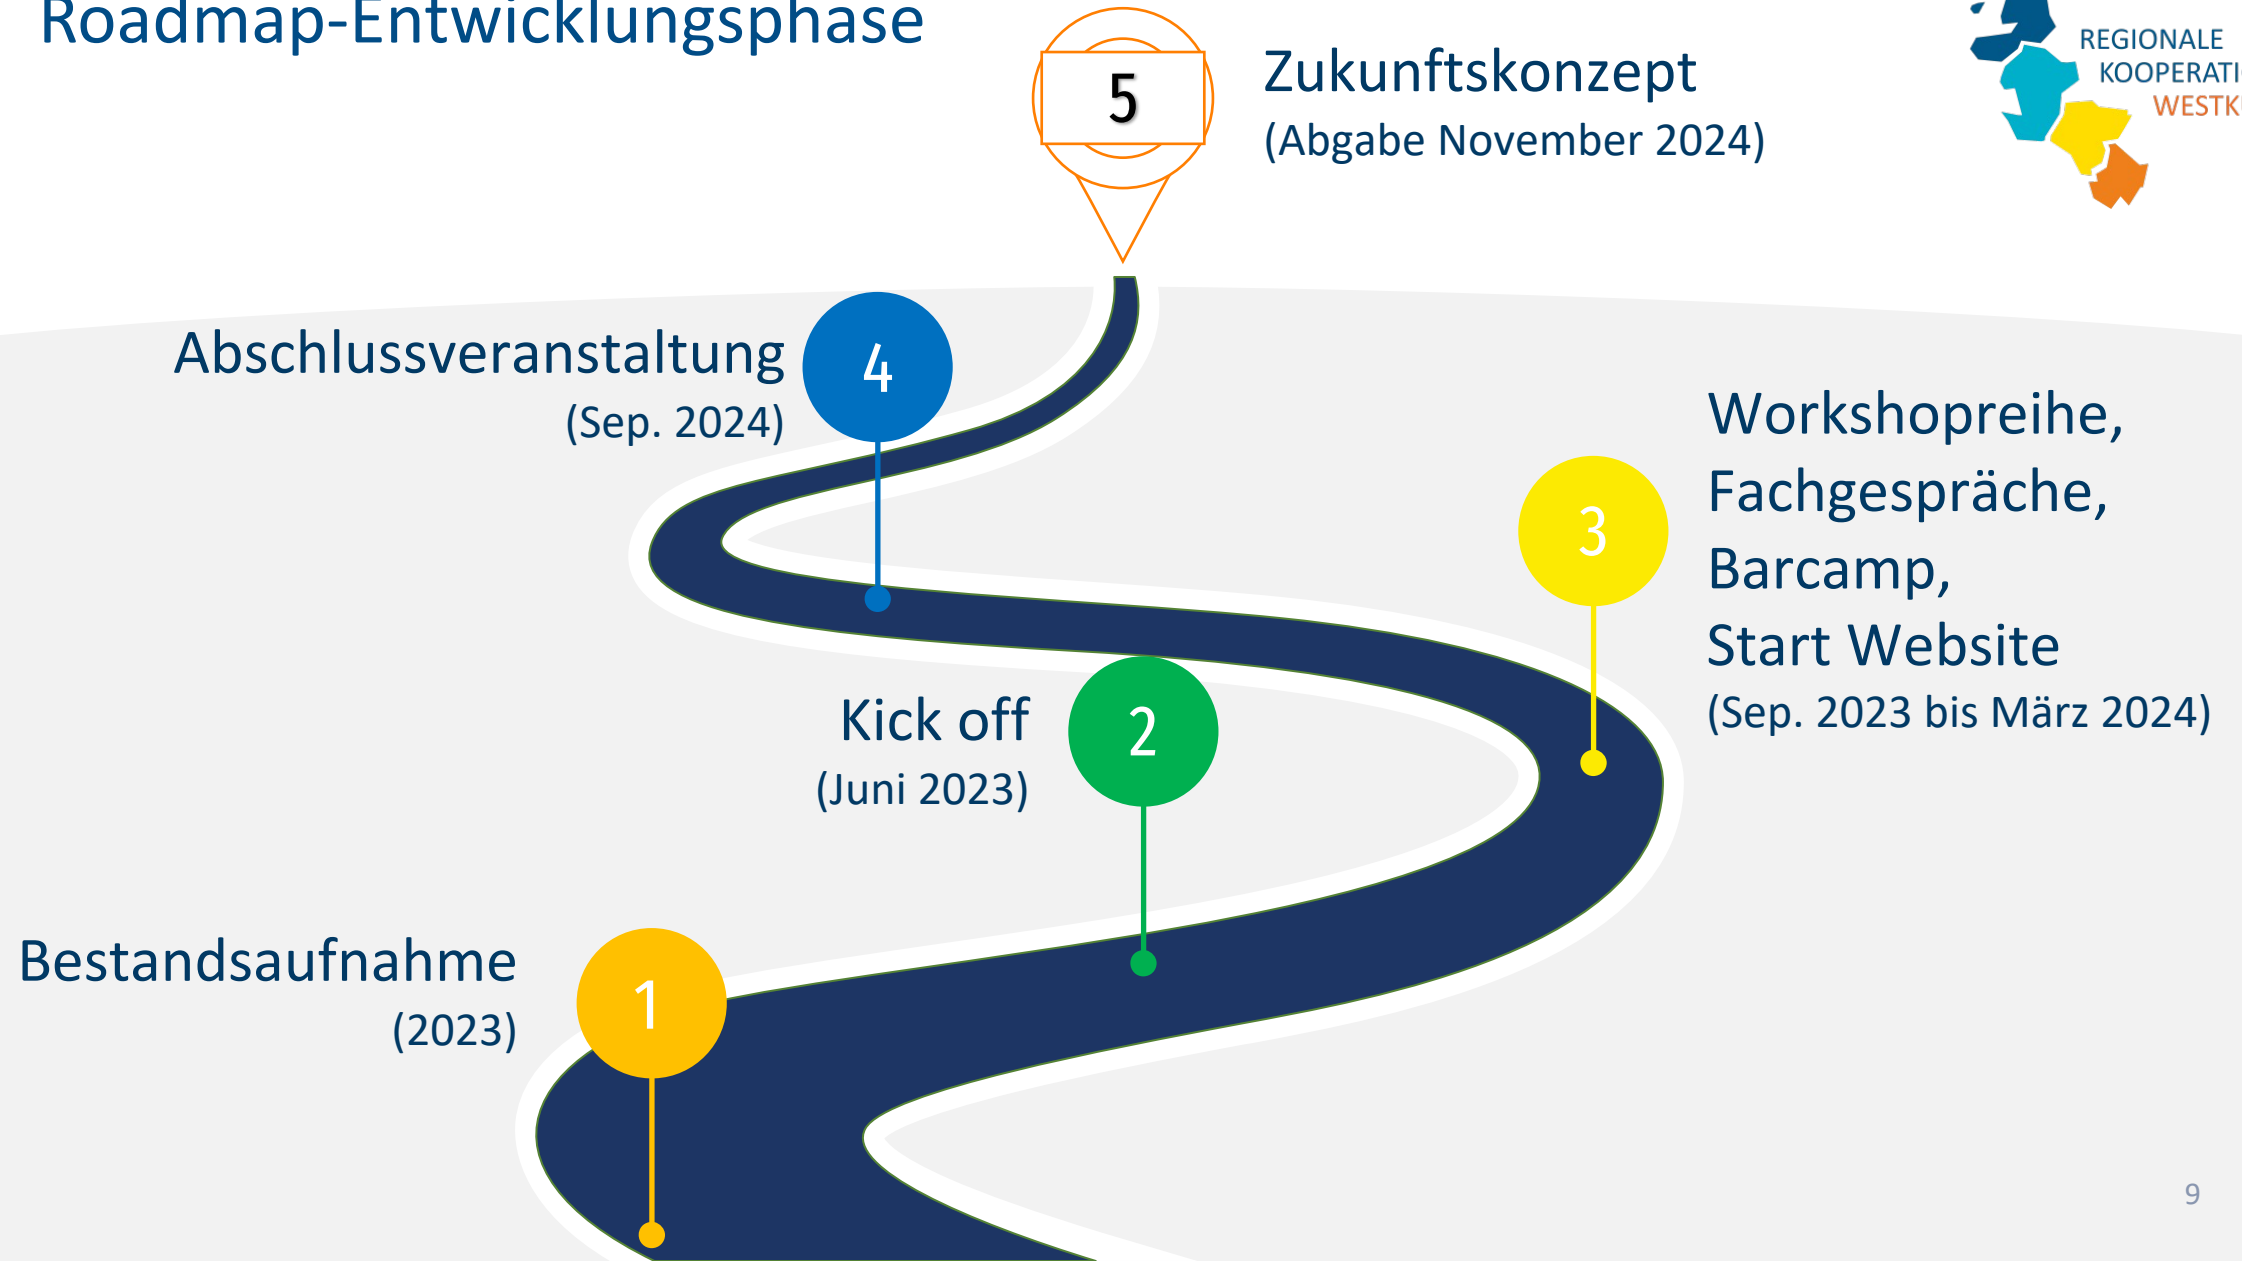 Roadmap-Entwicklungsphase
REGIONALE
5
Zukunftskonzept
(Abgabe November 2024)
4
Abschlussveranstaltung
(Sep. 2024)
3
Workshopreihe,
Fachgespräche,
Barcamp,
Start Website
(Sep. 2023 bis März 2024)
2
Kick off
(Juni 2023)
1
Bestandsaufnahme
(2023)
9